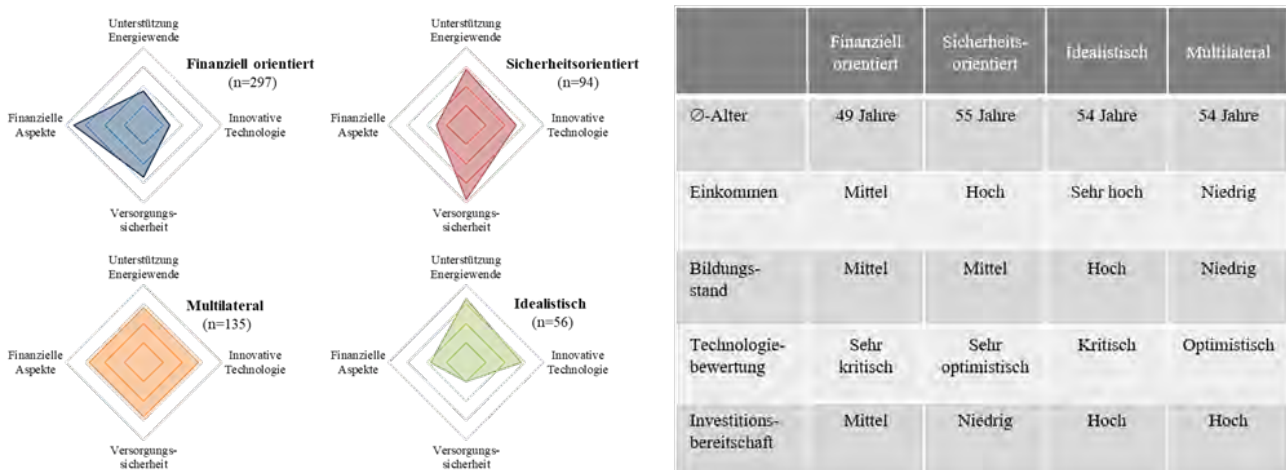 Unterstützung
Energiewende
Finanziell orientiert
(n=297)
Finanzielle
Aspekte
Innovative
Technologie
Versorgungs-
sicherheit
Unterstützung
Energiewende
Sicherheitsorientiert
(n=94)
Finanzielle
Aspekte
Innovative
Technologie
Versorgungs-
sicherheit
Unterstützung
Energiewende
Multilateral
(n=135)
Finanzielle
Aspekte
Innovative
Technologie
Versorgungs-
sicherheit
Unterstützung
Energiewende
Idealistisch
(n=56)
Finanzielle
Aspekte
Innovative
Technologie
Versorgungs-
sicherheit
Finanziell
orientiert
Sicherheits-
orientiert
Idealistisch
Multilateral
∅-Alter 49 Jahre 55 Jahre 54 Jahre 54 Jahre
Einkommen Mittel Hoch Sehr hoch Niedrig
Bildungs-
stand
Mittel Mittel Hoch Niedrig
Technologie-
bewertung
Sehr
kritisch
Sehr
optimistisch
Kritisch
Optimistisch
Investitions-
bereitschaft
Mittel Niedrig Hoch Hoch